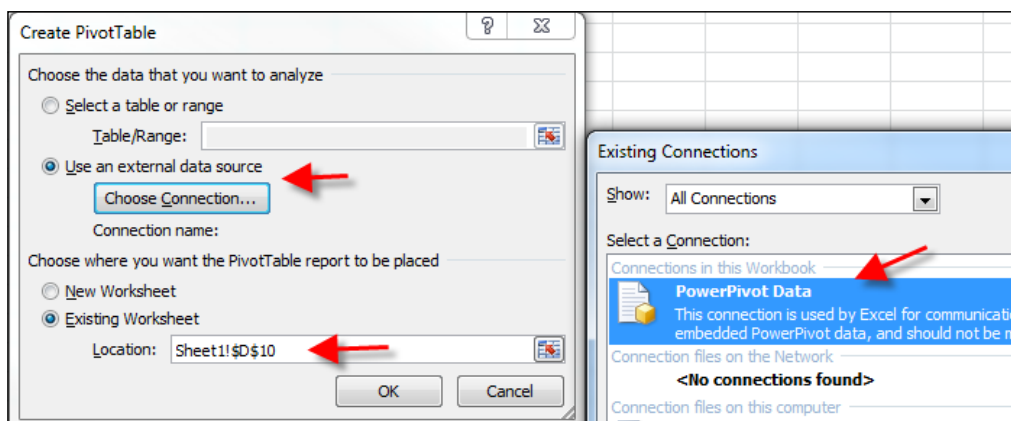 Create PivotTable
Choose the data that you want to analyze
Select a table or range
Table/Range:
Use an external data source
Choose Connection...
Connection name:
Choose where you want the PivotTable report to be placed
New Worksheet
Existing Worksheet
Location: Sheet1!$D$10
OK Cancel
Existing Connections
Show: All Connections
Select a Connection:
Connections in this Workbook
PowerPivot Data
This connection is used by Excel for
embedded PowerPivot data, and should not be
Connection files on the Network
<No connections found>
Connection files on this computer